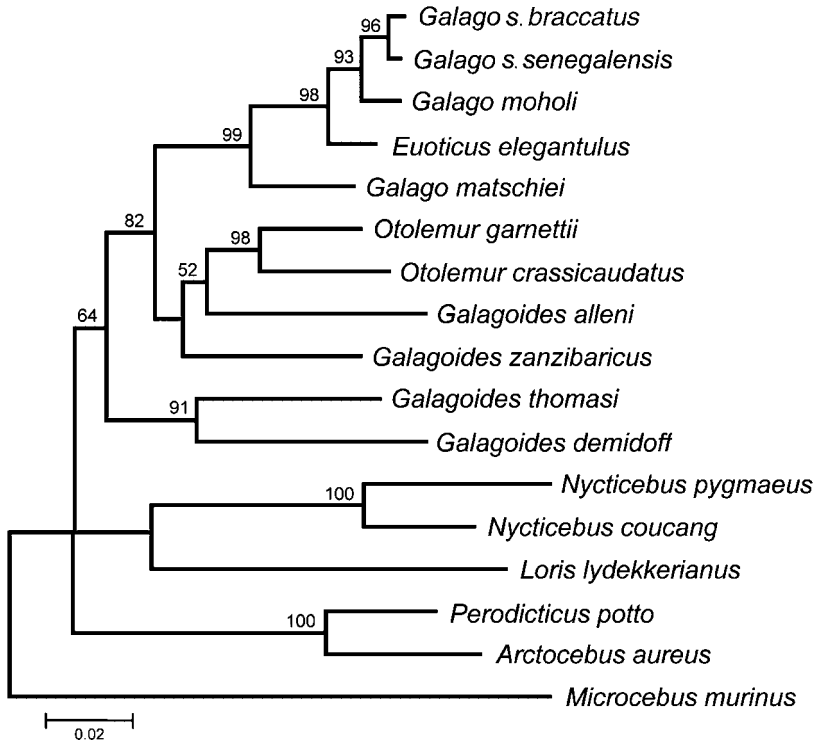 Galago s. braccatus
96
Galago s. senegalensis
93
Galago moholi
98
Euoticus elegantulus
99
Galago matschiei
82
Otolemur garnettii
98
Otolemur crassicaudatus
52
Galagoides alleni
64
Galagoides zanzibaricus
Galagoides thomasi
91
Galagoides demidoff
Nycticebus pygmaeus
100
Nycticebus coucang
Loris lydekkerianus
Perodicticus potto
100
Arctocebus aureus
Microcebus murinus
0.02